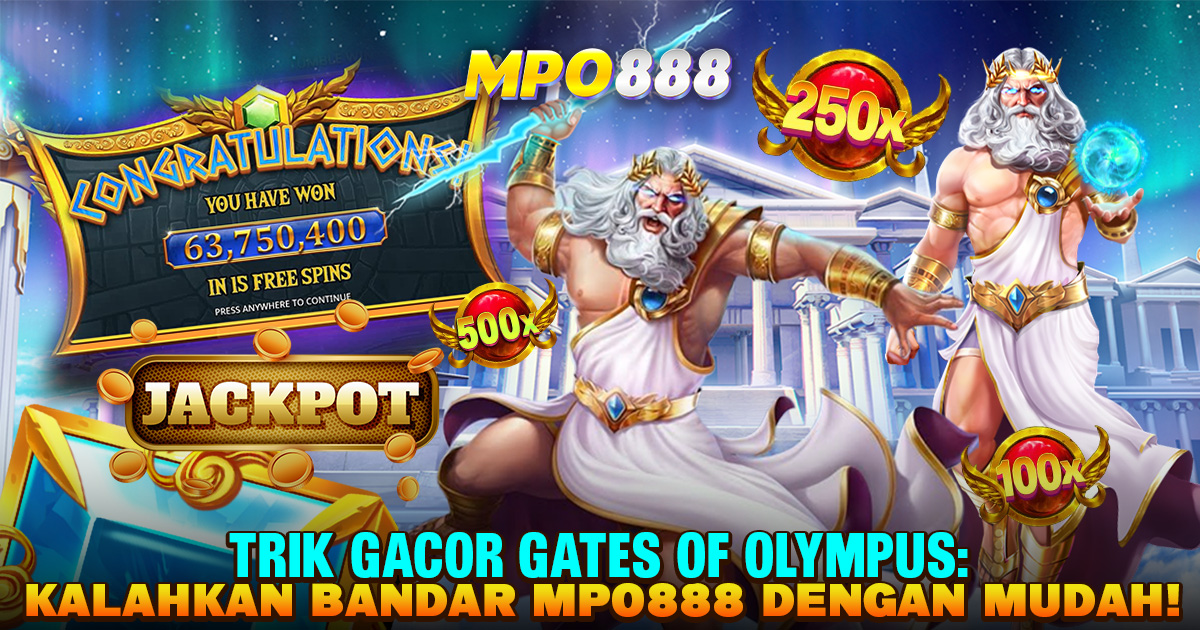 MPO888
CONGRATULATIONS!
YOU HAVE WON
63,750,400
IN 15 FREE SPINS
PRESS ANYWHERE TO CONTINUE
250x
500x
JACKPOT
100x
TRIK GACOR GATES OF OLYMPUS:
KALAHKAN BANDAR MPO888 DENGAN MUDAH!